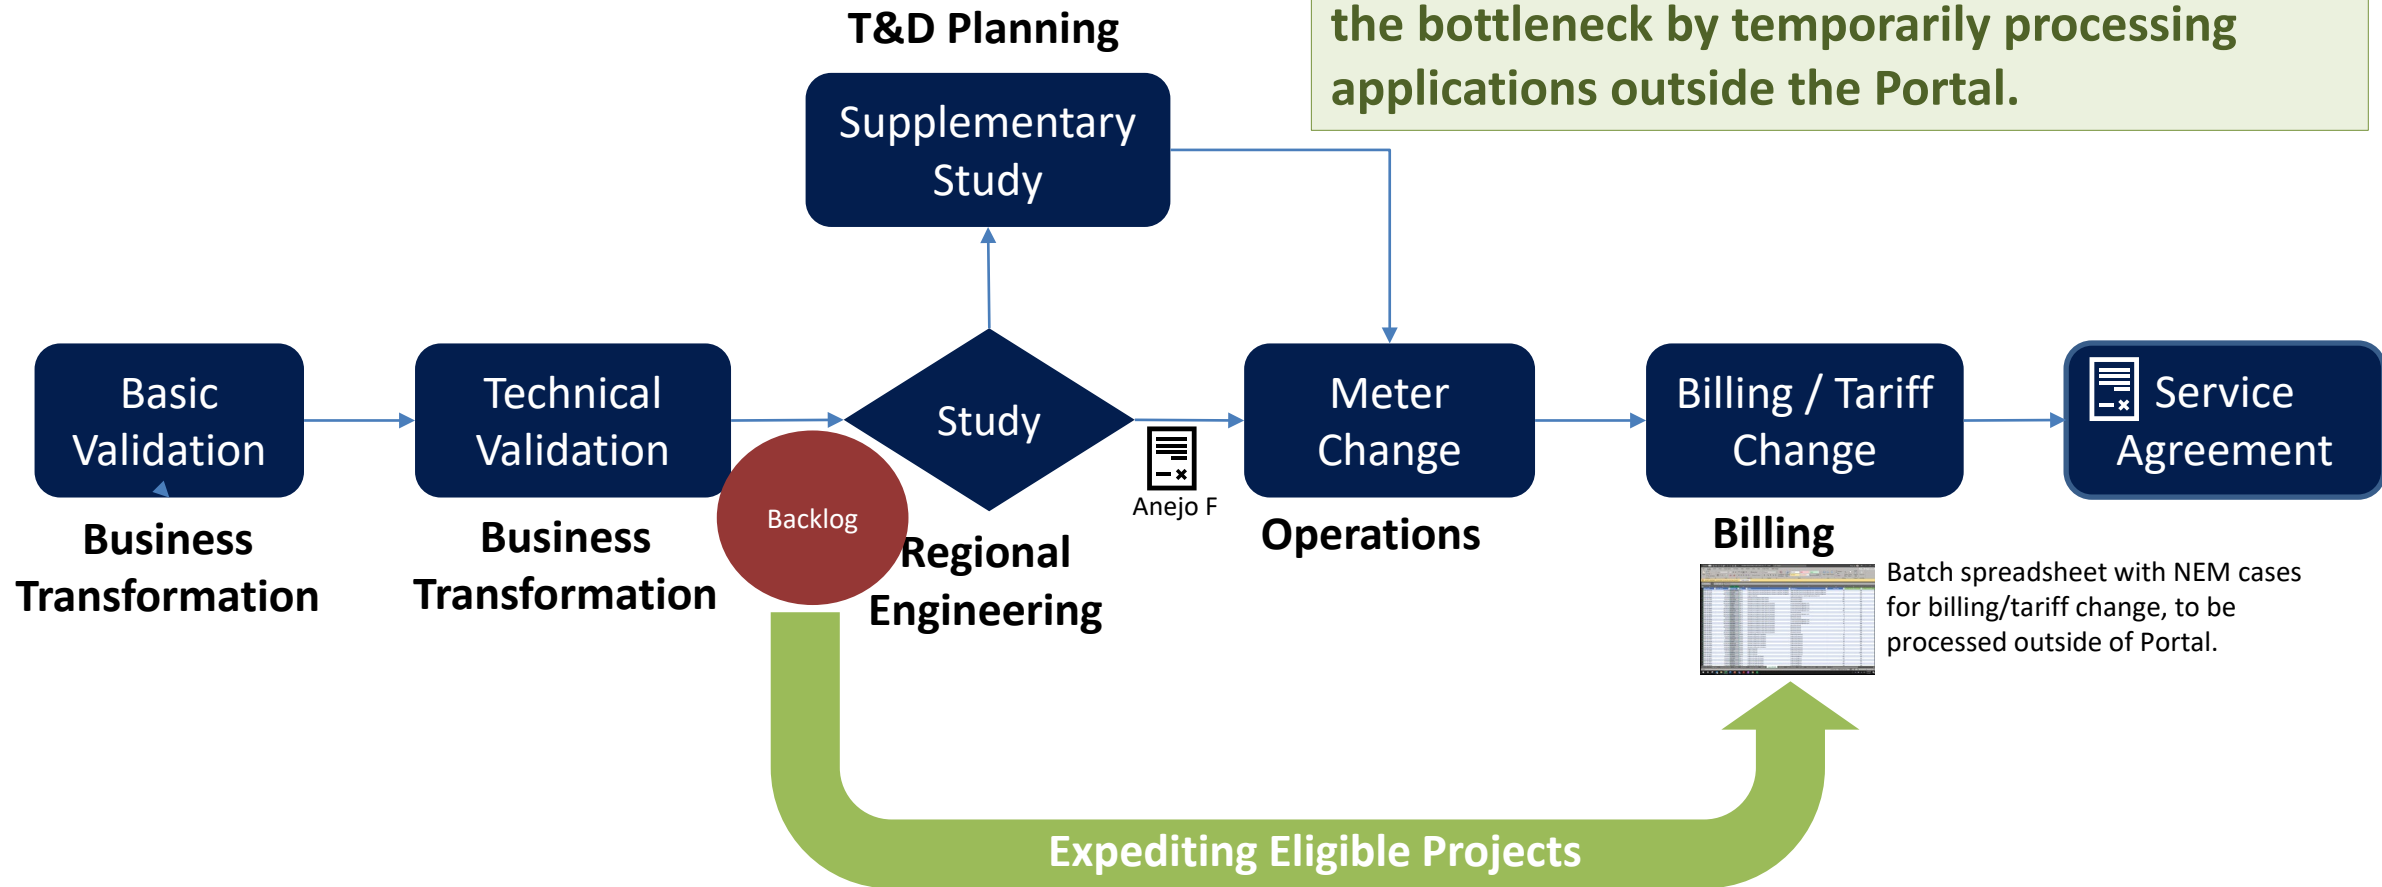 the bottleneck by temporarily processing
applications outside the Portal.
T&D Planning
Supplementary
Study
Basic
Validation
Business
Transformation
Technical
Validation
Business
Transformation
Backlog
Study
Regional
Engineering
Anejo F
Meter
Change
Operations
Billing / Tariff
Change
Billing
Batch spreadsheet with NEM cases
for billing/tariff change, to be
processed outside of Portal.
Service
Agreement
Expediting Eligible Projects